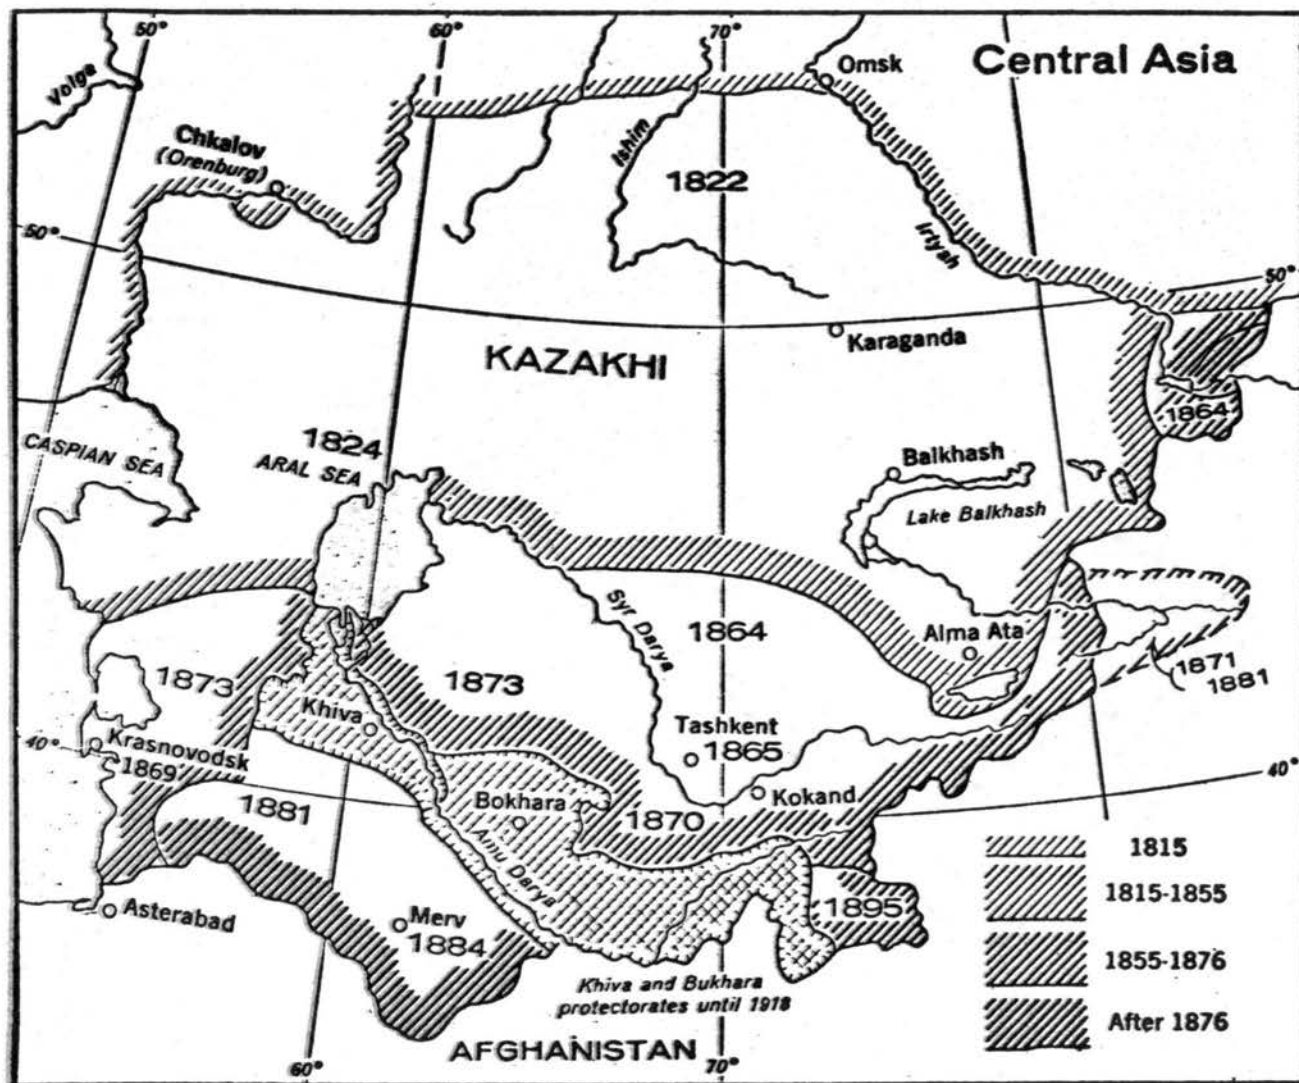 50°
60°
70°
Central Asia
Volga
Omsk
Chkalov
(Orenburg)
Ishim
1822
Irtyah
50°
50°
Karaganda
KAZAKHI
1864
1824
CASPIAN SEA
ARAL SEA
Balkhash
Lake Balkhash
Syr Darya
1864
Alma Ata
1871
1881
1873
1873
Khiva
Tashkent
1865
40°
Krasnovodsk
1869
40°
1881
Bokhara
1870
Kokand
Amu Darya
1815
1815-1855
Asterabad
Merv
1884
1895
1855-1876
Khiva and Bukhara
protectorates until 1918
After 1876
AFGHANISTAN
60°
70°